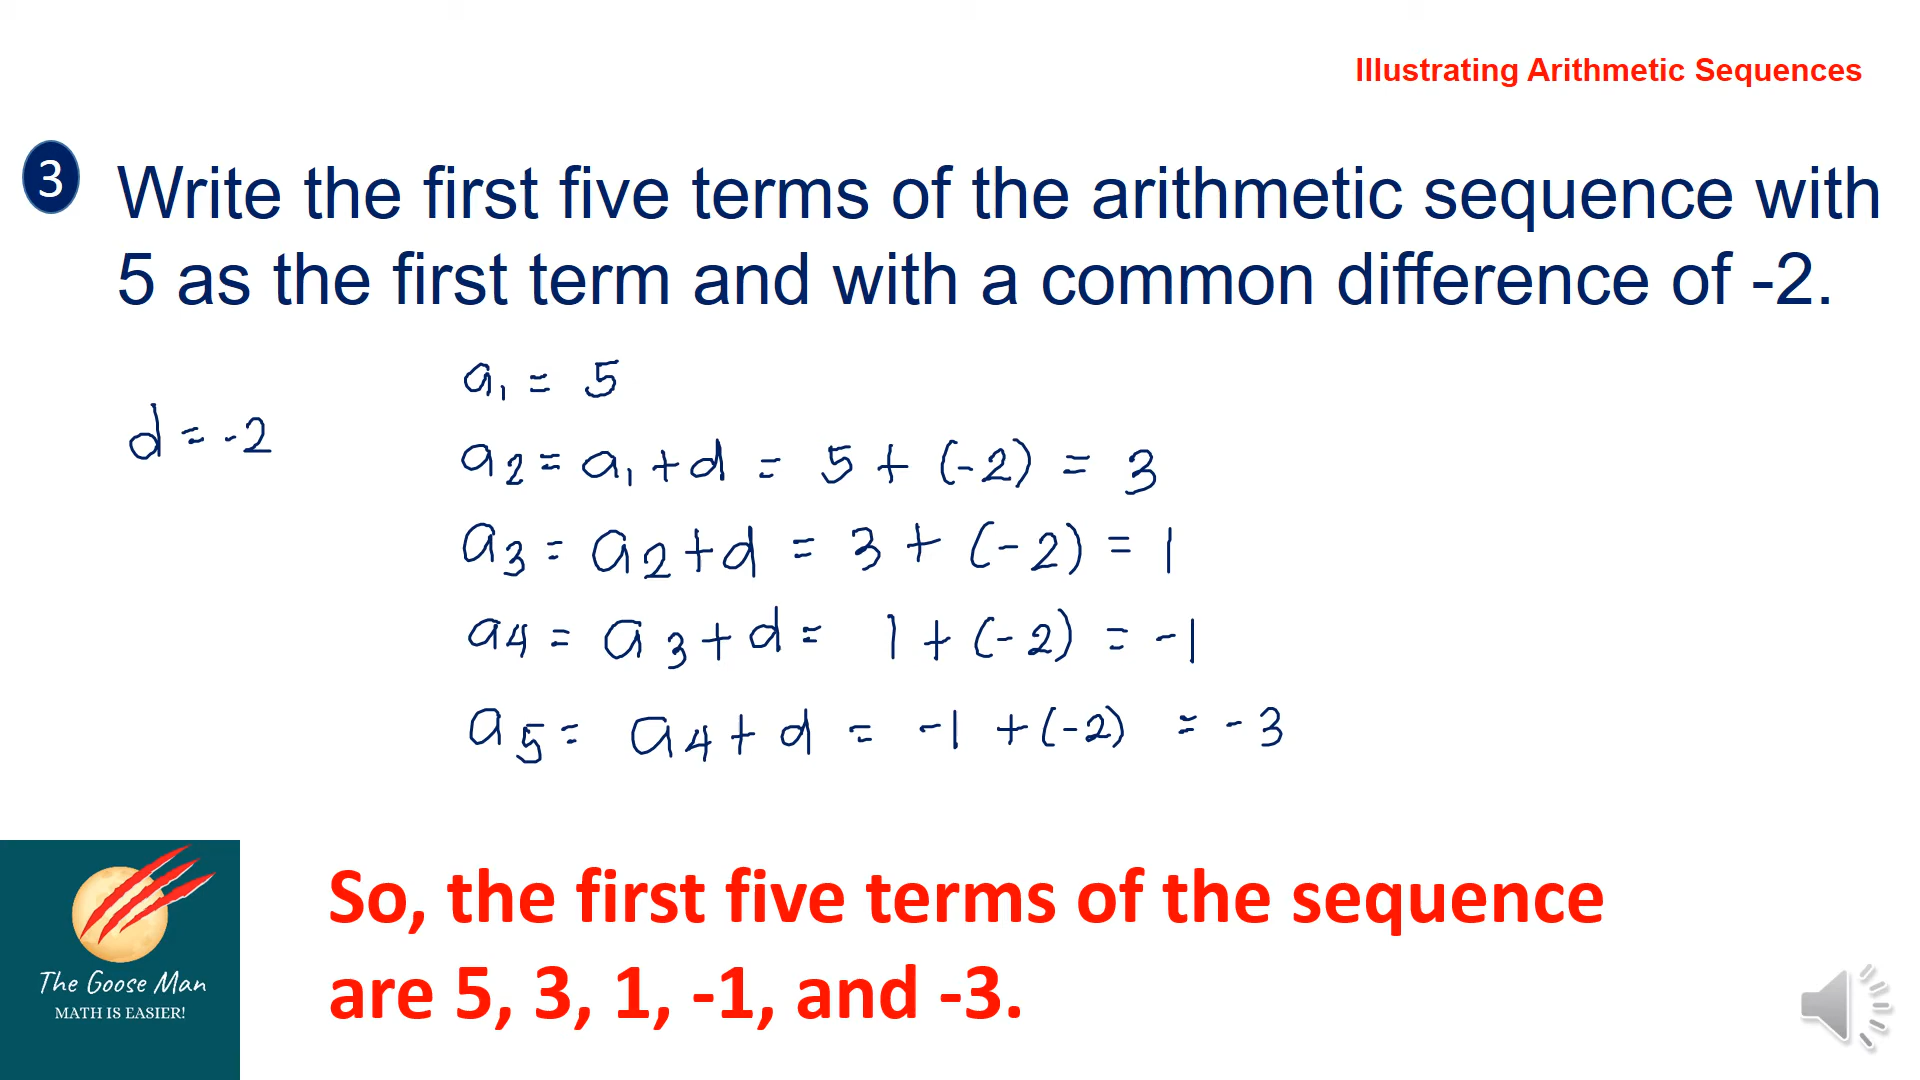 Illustrating Arithmetic Sequences
3
Write the first five terms of the arithmetic sequence with
5 as the first term and with a common difference of -2.
a₁ = 5
d = -2
a₂ = a₁ + d = 5 + (-2) = 3
a₃ = a₂ + d = 3 + (-2) = 1
a₄ = a₃ + d = 1 + (-2) = -1
a₅ = a₄ + d = -1 + (-2) = -3
So, the first five terms of the sequence
are 5, 3, 1, -1, and -3.
The Goose Man
MATH IS EASIER!